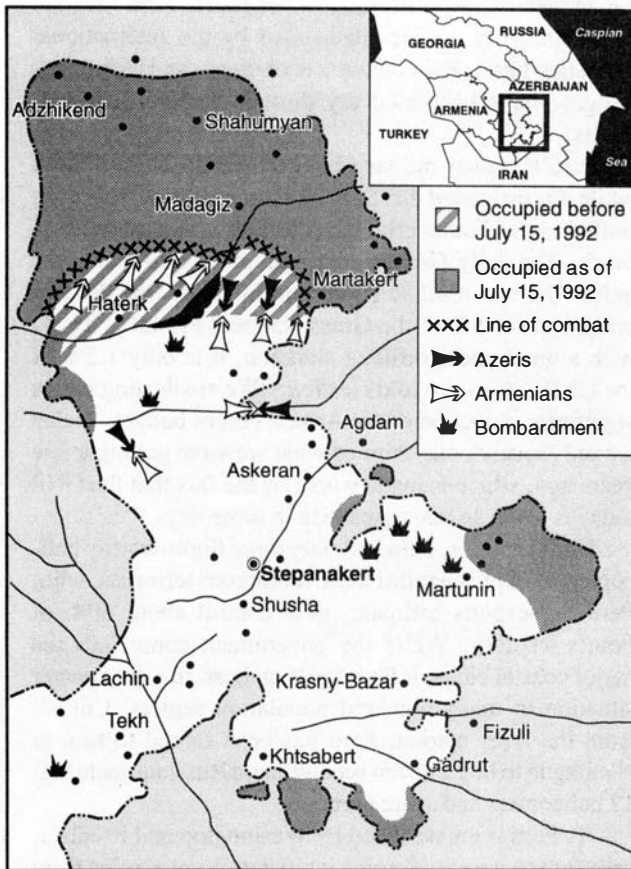 RUSSIA
Caspian
GEORGIA
AZERBAIJAN
ARMENIA
TURKEY
IRAN
Sea
Adzhikend
Shahumyan
Madagiz
Martakert
Haterk
Agdam
Askeran
Stepanakert
Martunin
Shusha
Lachin
Krasny-Bazar
Tekh
Fizuli
Khtsabert
Gadrut
Occupied before
July 15, 1992
Occupied as of
July 15, 1992
Line of combat
Azeris
Armenians
Bombardment